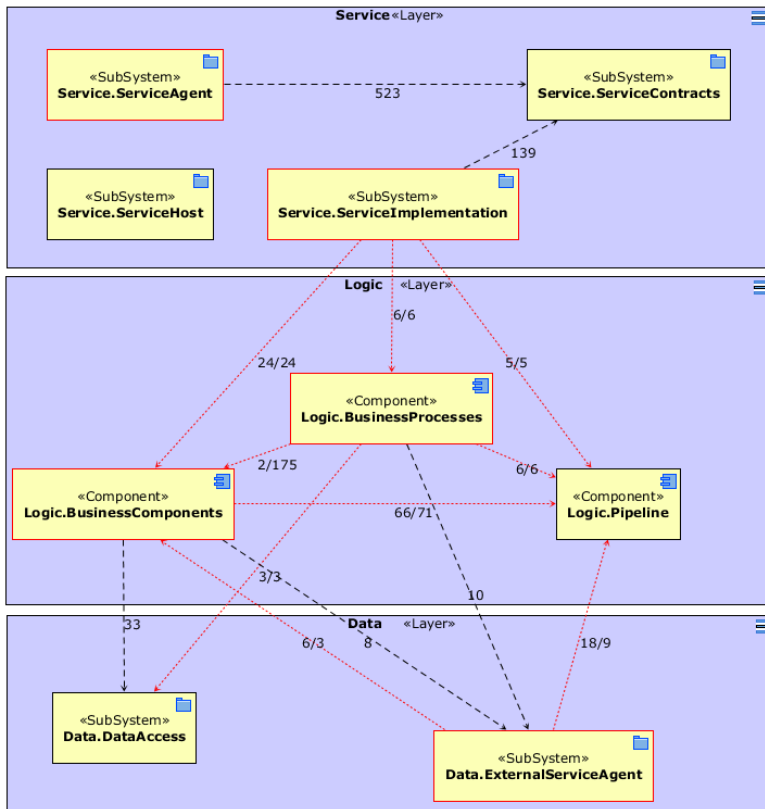 Service «Layer»
«SubSystem»
Service.ServiceAgent
523
«SubSystem»
Service.ServiceContracts
139
«SubSystem»
Service.ServiceHost
«SubSystem»
Service.ServiceImplementation
Logic «Layer»
6/6
24/24
5/5
«Component»
Logic.BusinessProcesses
2/175
6/6
«Component»
Logic.BusinessComponents
66/71
«Component»
Logic.Pipeline
3/3
10
33
Data «Layer»
6/3
8
18/9
«SubSystem»
Data.DataAccess
«SubSystem»
Data.ExternalServiceAgent